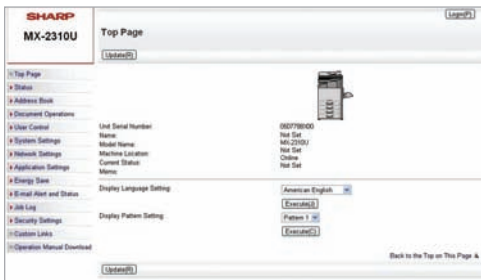 SHARP
MX-2310U
Login(P)
Top Page
Update(R)
Top Page
Status
Address Book
Document Operations
User Control
System Settings
Network Settings
Application Settings
Energy Save
E-mail Alert and Status
Job Log
Security Settings
Custom Links
Operation Manual Download
Unit Serial Number:
Name: Not Set
Model Name: MX-2310U
Machine Location: Not Set
Current Status: Online
Memo: Not Set
Display Language Setting: American English
Execute(J)
Display Pattern Setting: Pattern 1
Execute(C)
Back to the Top on This Page
Update(R)